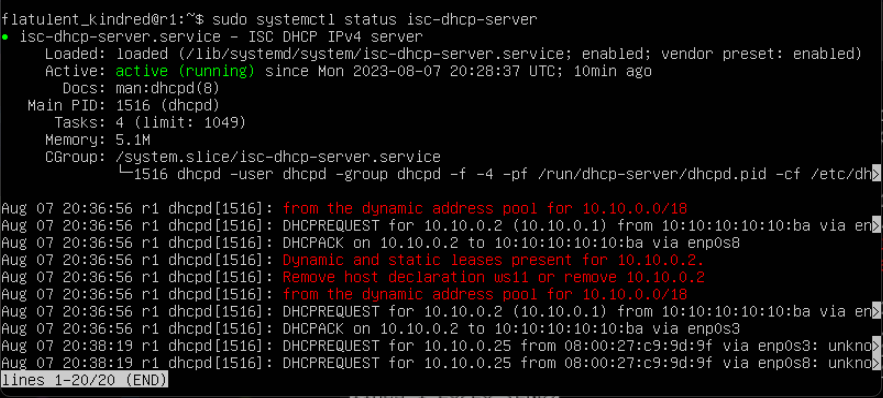 flatulent_kindred@r1:~$ sudo systemctl status isc-dhcp-server
● isc-dhcp-server.service - ISC DHCP IPv4 server
Loaded: loaded (/lib/systemd/system/isc-dhcp-server.service; enabled; vendor preset: enabled)
Active: active (running) since Mon 2023-08-07 20:28:37 UTC; 10min ago
Docs: man:dhcpd(8)
Main PID: 1516 (dhcpd)
Tasks: 4 (limit: 1049)
Memory: 5.1M
CGroup: /system.slice/isc-dhcp-server.service
└─1516 dhcpd -user dhcpd -group dhcpd -f -4 -pf /run/dhcp-server/dhcpd.pid -cf /etc/dh>
Aug 07 20:36:56 r1 dhcpd[1516]: from the dynamic address pool for 10.10.0.0/18
Aug 07 20:36:56 r1 dhcpd[1516]: DHCPREQUEST for 10.10.0.2 (10.10.0.1) from 10:10:10:10:10:ba via en>
Aug 07 20:36:56 r1 dhcpd[1516]: DHCPACK on 10.10.0.2 to 10:10:10:10:10:ba via enp0s8
Aug 07 20:36:56 r1 dhcpd[1516]: Dynamic and static leases present for 10.10.0.2.
Aug 07 20:36:56 r1 dhcpd[1516]: Remove host declaration ws11 or remove 10.10.0.2
Aug 07 20:36:56 r1 dhcpd[1516]: from the dynamic address pool for 10.10.0.0/18
Aug 07 20:36:56 r1 dhcpd[1516]: DHCPREQUEST for 10.10.0.2 (10.10.0.1) from 10:10:10:10:10:ba via en>
Aug 07 20:36:56 r1 dhcpd[1516]: DHCPACK on 10.10.0.2 to 10:10:10:10:10:ba via enp0s3
Aug 07 20:38:19 r1 dhcpd[1516]: DHCPREQUEST for 10.10.0.25 from 08:00:27:c9:9d:9f via enp0s3: unkno>
Aug 07 20:38:19 r1 dhcpd[1516]: DHCPREQUEST for 10.10.0.25 from 08:00:27:c9:9d:9f via enp0s8: unkno>
lines 1-20/20 (END)